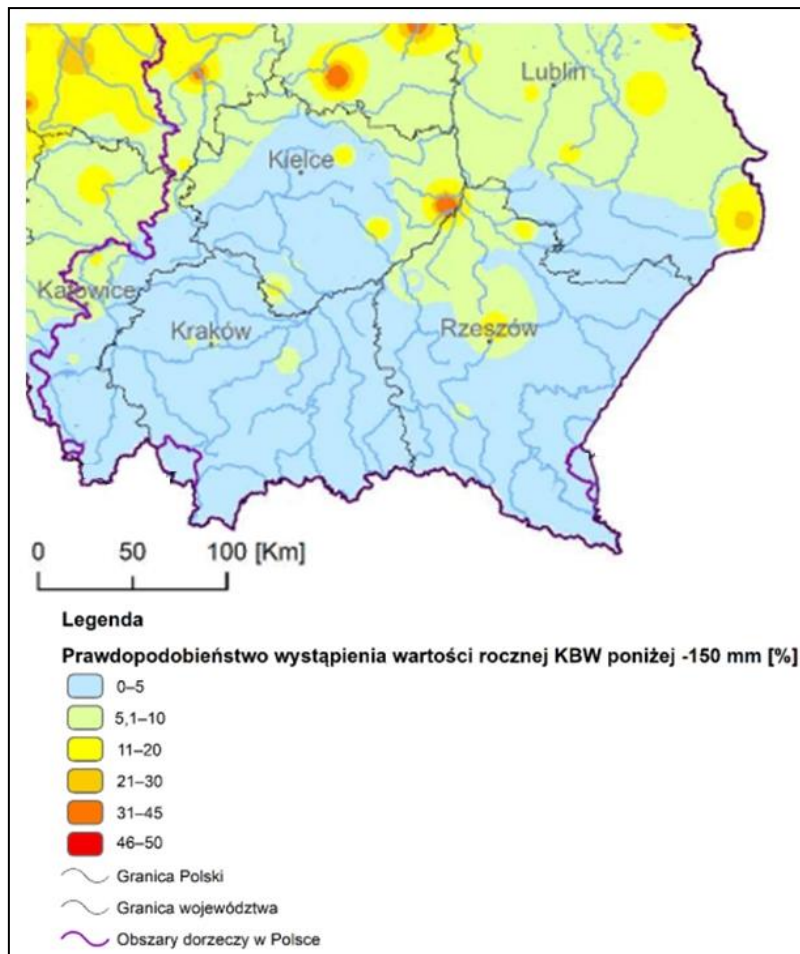 Lublin
Kielce
Katowice
Kraków
Rzeszów
0 50 100 [Km]
Legenda
Prawdopodobieństwo wystąpienia wartości rocznej KBW poniżej -150 mm [%]
0–5
5,1–10
11–20
21–30
31–45
46–50
Granica Polski
Granica województwa
Obszary dorzeczy w Polsce